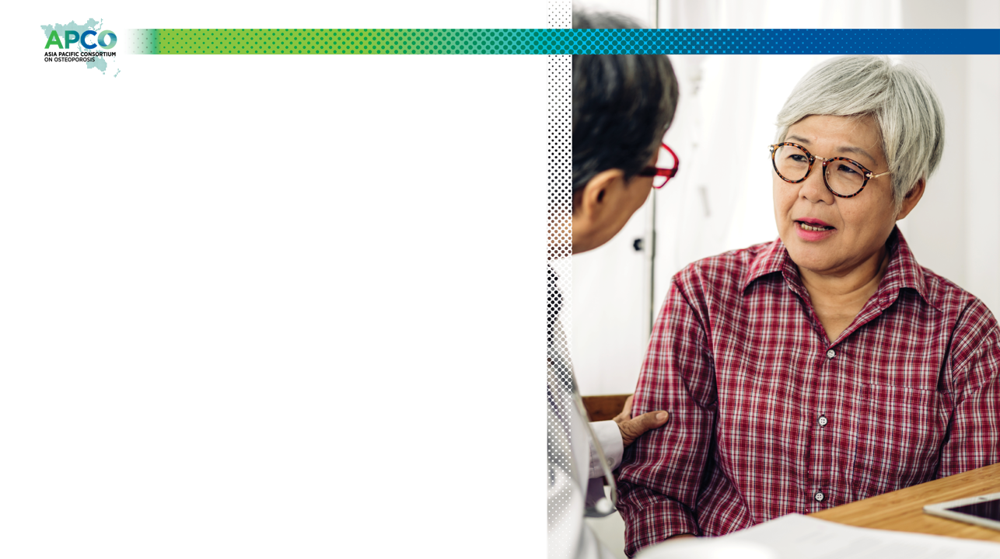 APCO
ASIA PACIFIC CONSORTIUM
ON OSTEOPOROSIS